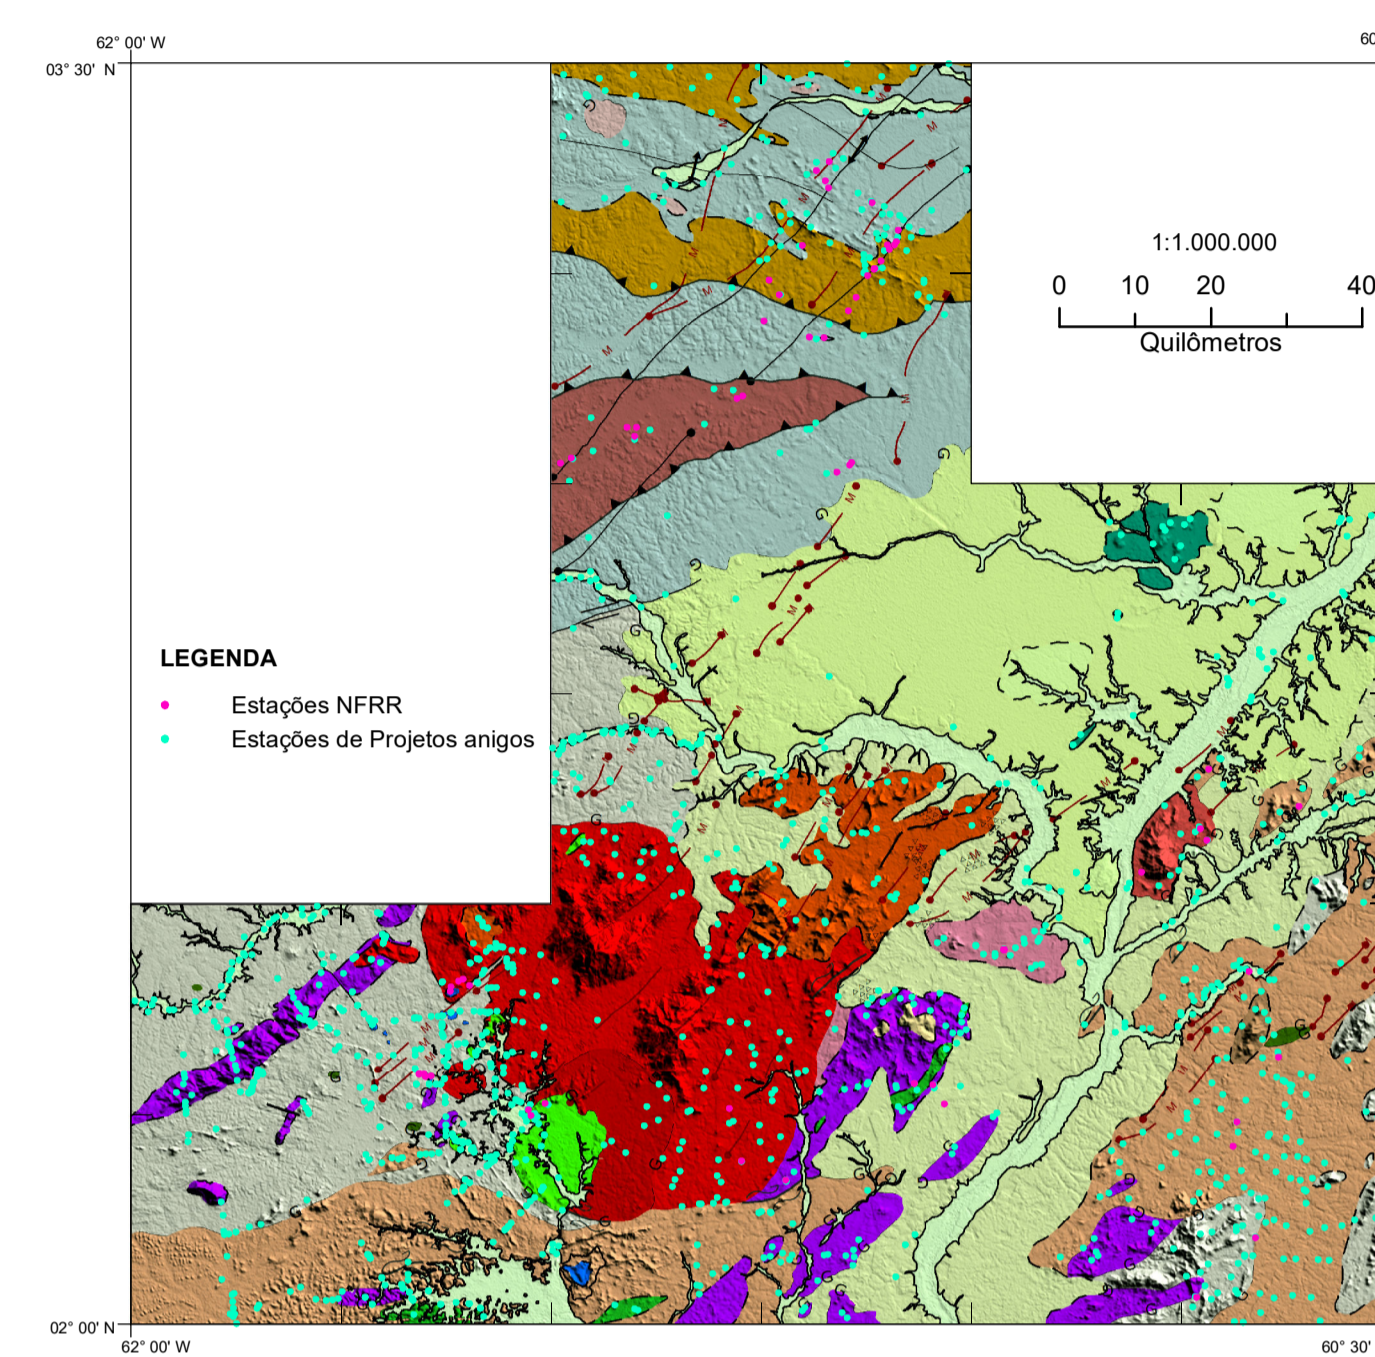 62° 00' W
60
03° 30' N
1:1.000.000
0 10 20 40
Quilômetros
LEGENDA
Estações NFRR
Estações de Projetos anigos
02° 00' N
62° 00' W
60° 30'